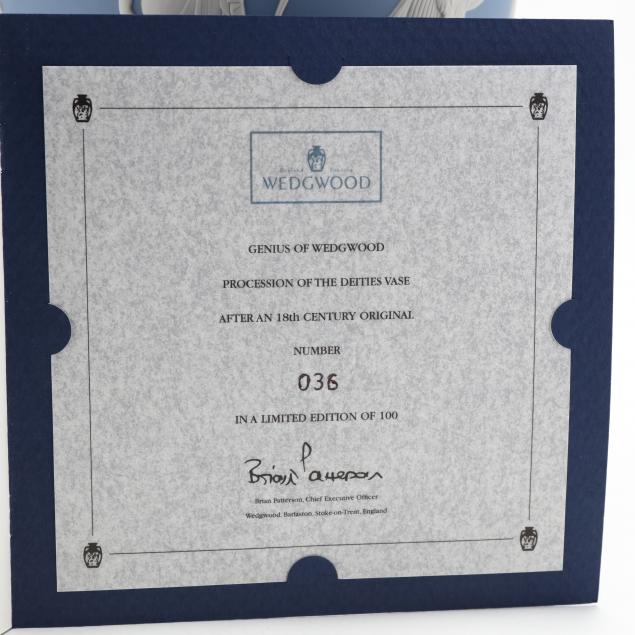 England 
WEDGWOOD
GENIUS OF WEDGWOOD
PROCESSION OF THE DEITIES VASE
AFTER AN 18th CENTURY ORIGINAL
NUMBER
036
IN A LIMITED EDITION OF 100
Brian Patterson
Brian Patterson, Chief Executive Officer
Wedgwood, Barlaston, Stoke-on-Trent, England